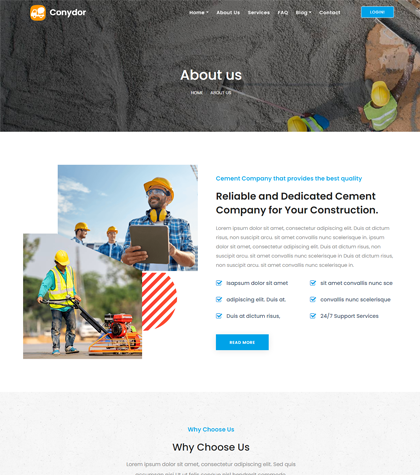 Conydor
Home About Us Services FAQ Blog Contact
LOGIN
About us
HOME ABOUT US
Cement Company that provides the best quality
Reliable and Dedicated Cement
Company for Your Construction.
Lorem ipsum dolor sit amet, consectetur adipiscing elit. Duis at dictum
risus, non suscipit arcu. sit amet convallis nunc scelerisque in. ipsum
dolor sit amet, consectetur adipiscing elit. Duis at dictum risus, non
suscipit arcu. sit amet convallis nunc scelerisque in. Duis at dictum
risus, non suscipit arcu. sit amet convallis nunc scelerisque in.
Isapsum dolor sit amet
sit amet convallis nunc sce
adipiscing elit. Duis at.
convallis nunc scelerisque
Duis at dictum risus,
24/7 Support Services
READ MORE
Why Choose Us
Why Choose Us
Lorem ipsum dolor sit amet, consectetur adipiscing elit. Duis quis